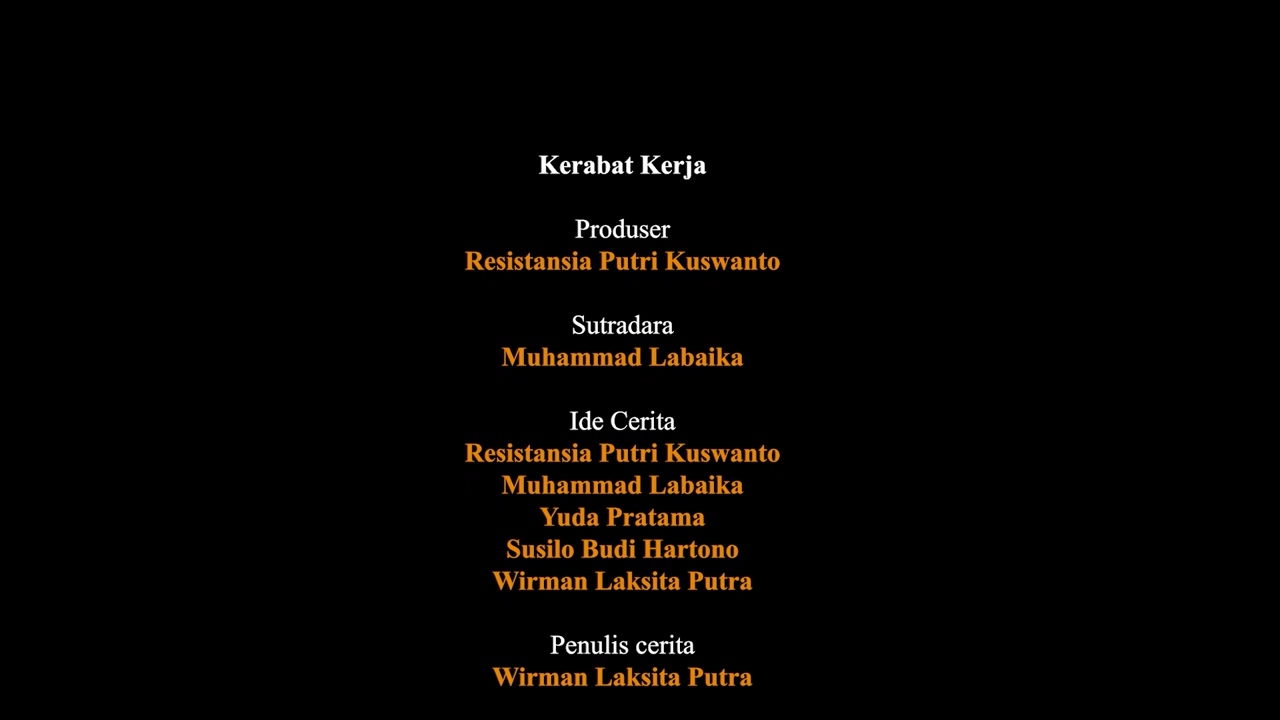 Kerabat Kerja
Produser
Resistansia Putri Kuswanto
Sutradara
Muhammad Labaika
Ide Cerita
Resistansia Putri Kuswanto
Muhammad Labaika
Yuda Pratama
Susilo Budi Hartono
Wirman Laksita Putra
Penulis cerita
Wirman Laksita Putra